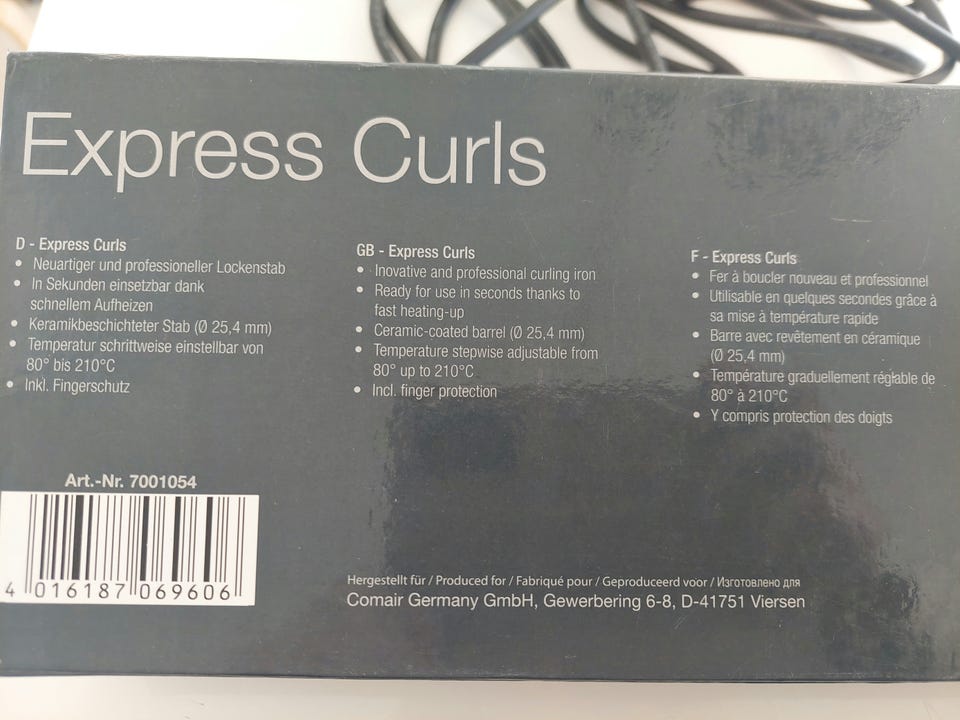 Express Curls
D - Express Curls
• Neuartiger und professioneller Lockenstab
• In Sekunden einsetzbar dank
schnellem Aufheizen
• Keramikbeschichteter Stab (Ø 25,4 mm)
• Temperatur schrittweise einstellbar von
80° bis 210°C
• Inkl. Fingerschutz
GB - Express Curls
• Inovative and professional curling iron
• Ready for use in seconds thanks to
fast heating-up
• Ceramic-coated barrel (Ø 25,4 mm)
• Temperature stepwise adjustable from
80° up to 210°C
• Incl. finger protection
F - Express Curls
• Fer à boucler nouveau et professionnel
• Utilisable en quelques secondes grâce à
sa mise à température rapide
• Barre avec revêtement en céramique
(Ø 25,4 mm)
• Température graduellement réglable de
80° à 210°C
• Y compris protection des doigts
Art.-Nr. 7001054
4 016187 069606
Hergestellt für / Produced for / Fabriqué pour / Geproduceerd voor / Изготовлено для
Comair Germany GmbH, Gewerbering 6-8, D-41751 Viersen